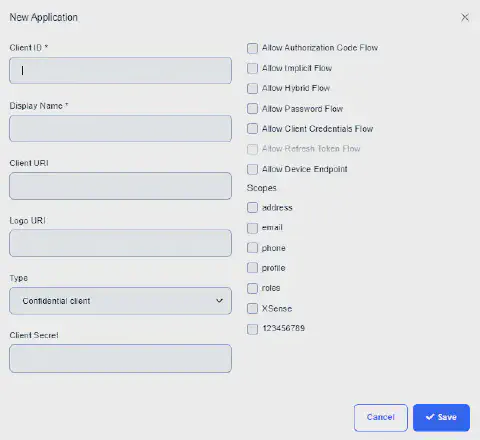 New Application
Client ID *
Display Name *
Client URI
Logo URI
Type
Confidential client
Client Secret
Allow Authorization Code Flow
Allow Implicit Flow
Allow Hybrid Flow
Allow Password Flow
Allow Client Credentials Flow
Allow Refresh Token Flow
Allow Device Endpoint
Scopes
address
email
phone
profile
roles
XSense
123456789
Cancel
Save